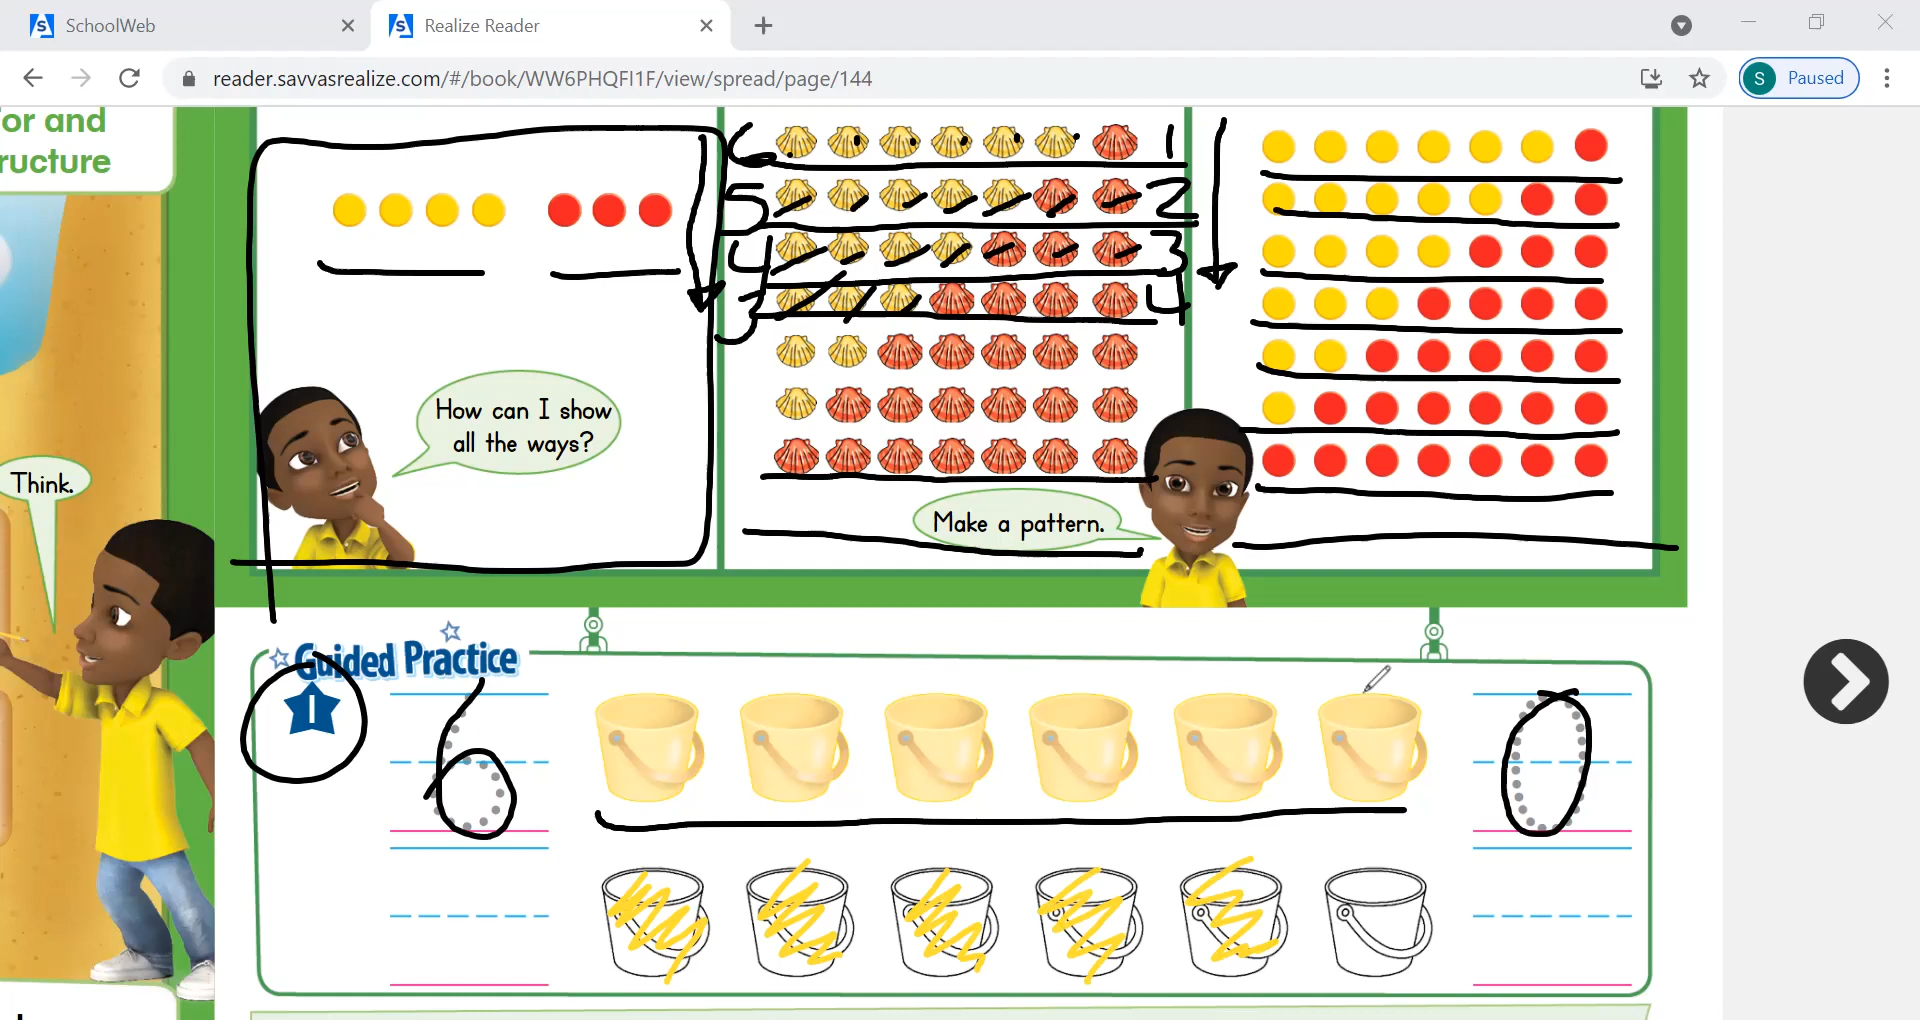 SchoolWeb
Realize Reader
reader.savvasrealize.com/#/book/WW6PHQFI1F/view/spread/page/144
S Paused
or and
ructure
Think.
6 1
5 2
4 3
3 4
How can I show
all the ways?
Make a pattern.
Guided Practice
1
6 0